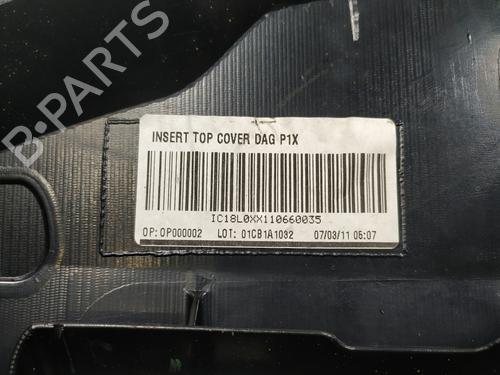 B-PARTS
INSERT TOP COVER DAG P1X
IC18L0XX110660035
OP: OP000002 LOT: 01CB1A1032 07/03/11 05:07